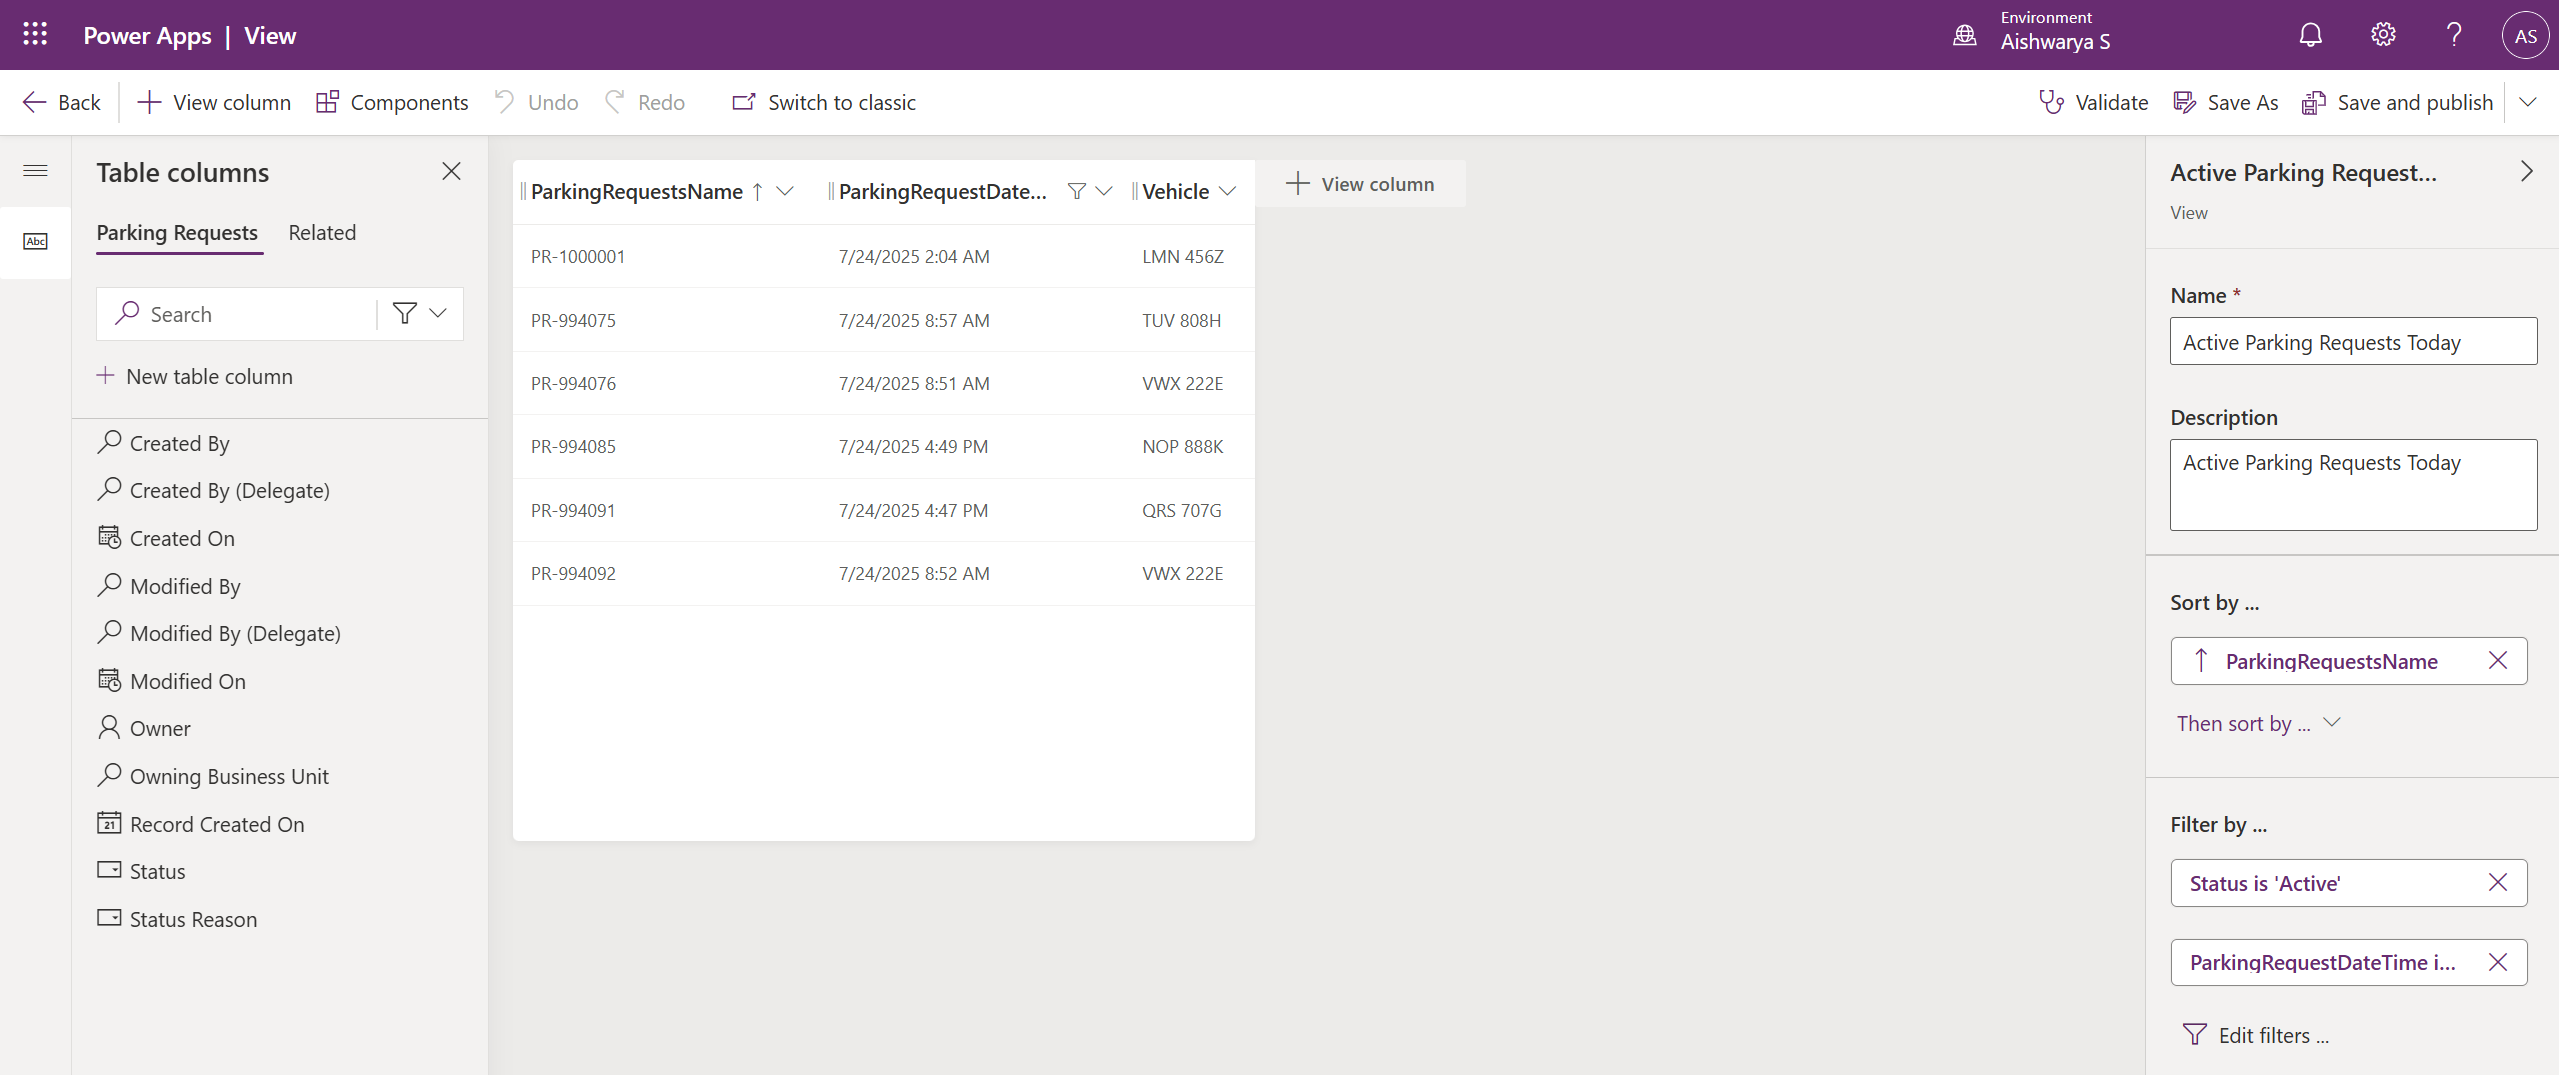 Power Apps | View
Environment
Aishwarya S
AS
Back
View column
Components
Undo
Redo
Switch to classic
Validate
Save As
Save and publish
Abc
Table columns
Parking Requests
Related
Search
New table column
Created By
Created By (Delegate)
Created On
Modified By
Modified By (Delegate)
Modified On
Owner
Owning Business Unit
21
Record Created On
Status
Status Reason
ParkingRequestsName ParkingRequestDate... Vehicle
View column
PR-1000001 7/24/2025 2:04 AM LMN 456Z
PR-994075 7/24/2025 8:57 AM TUV 808H
PR-994076 7/24/2025 8:51 AM VWX 222E
PR-994085 7/24/2025 4:49 PM NOP 888K
PR-994091 7/24/2025 4:47 PM QRS 707G
PR-994092 7/24/2025 8:52 AM VWX 222E
Active Parking Request...
View
Name *
Active Parking Requests Today
Description
Active Parking Requests Today
Sort by ...
ParkingRequestsName
Then sort by ...
Filter by ...
Status is 'Active'
ParkingRequestDateTime i...
Edit filters ...